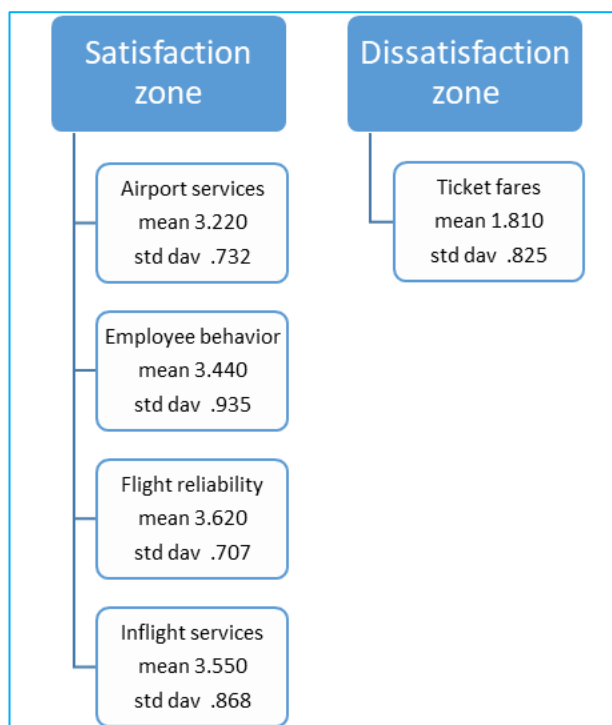 Satisfaction
zone
Airport services
mean 3.220
std dav .732
Employee behavior
mean 3.440
std dav .935
Flight reliability
mean 3.620
std dav .707
Inflight services
mean 3.550
std dav .868
Dissatisfaction
zone
Ticket fares
mean 1.810
std dav .825